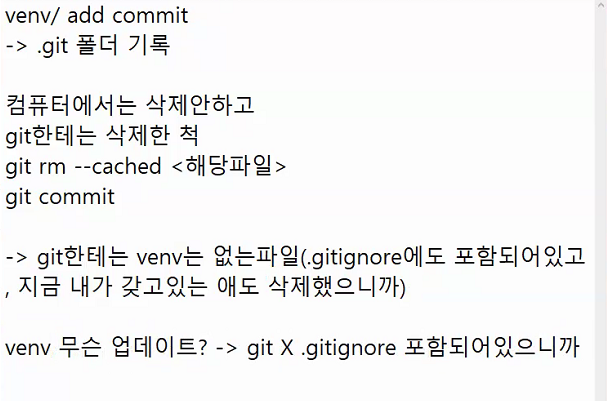 venv/ add commit
-> .git 폴더 기록
컴퓨터에서는 삭제안하고
git한테는 삭제한 척
git rm --cached <해당파일>
git commit
-> git한테는 venv는 없는파일(.gitignore에도 포함되어있고
, 지금 내가 갖고있는 애도 삭제했으니까)
venv 무슨 업데이트? -> git X .gitignore 포함되어있으니까